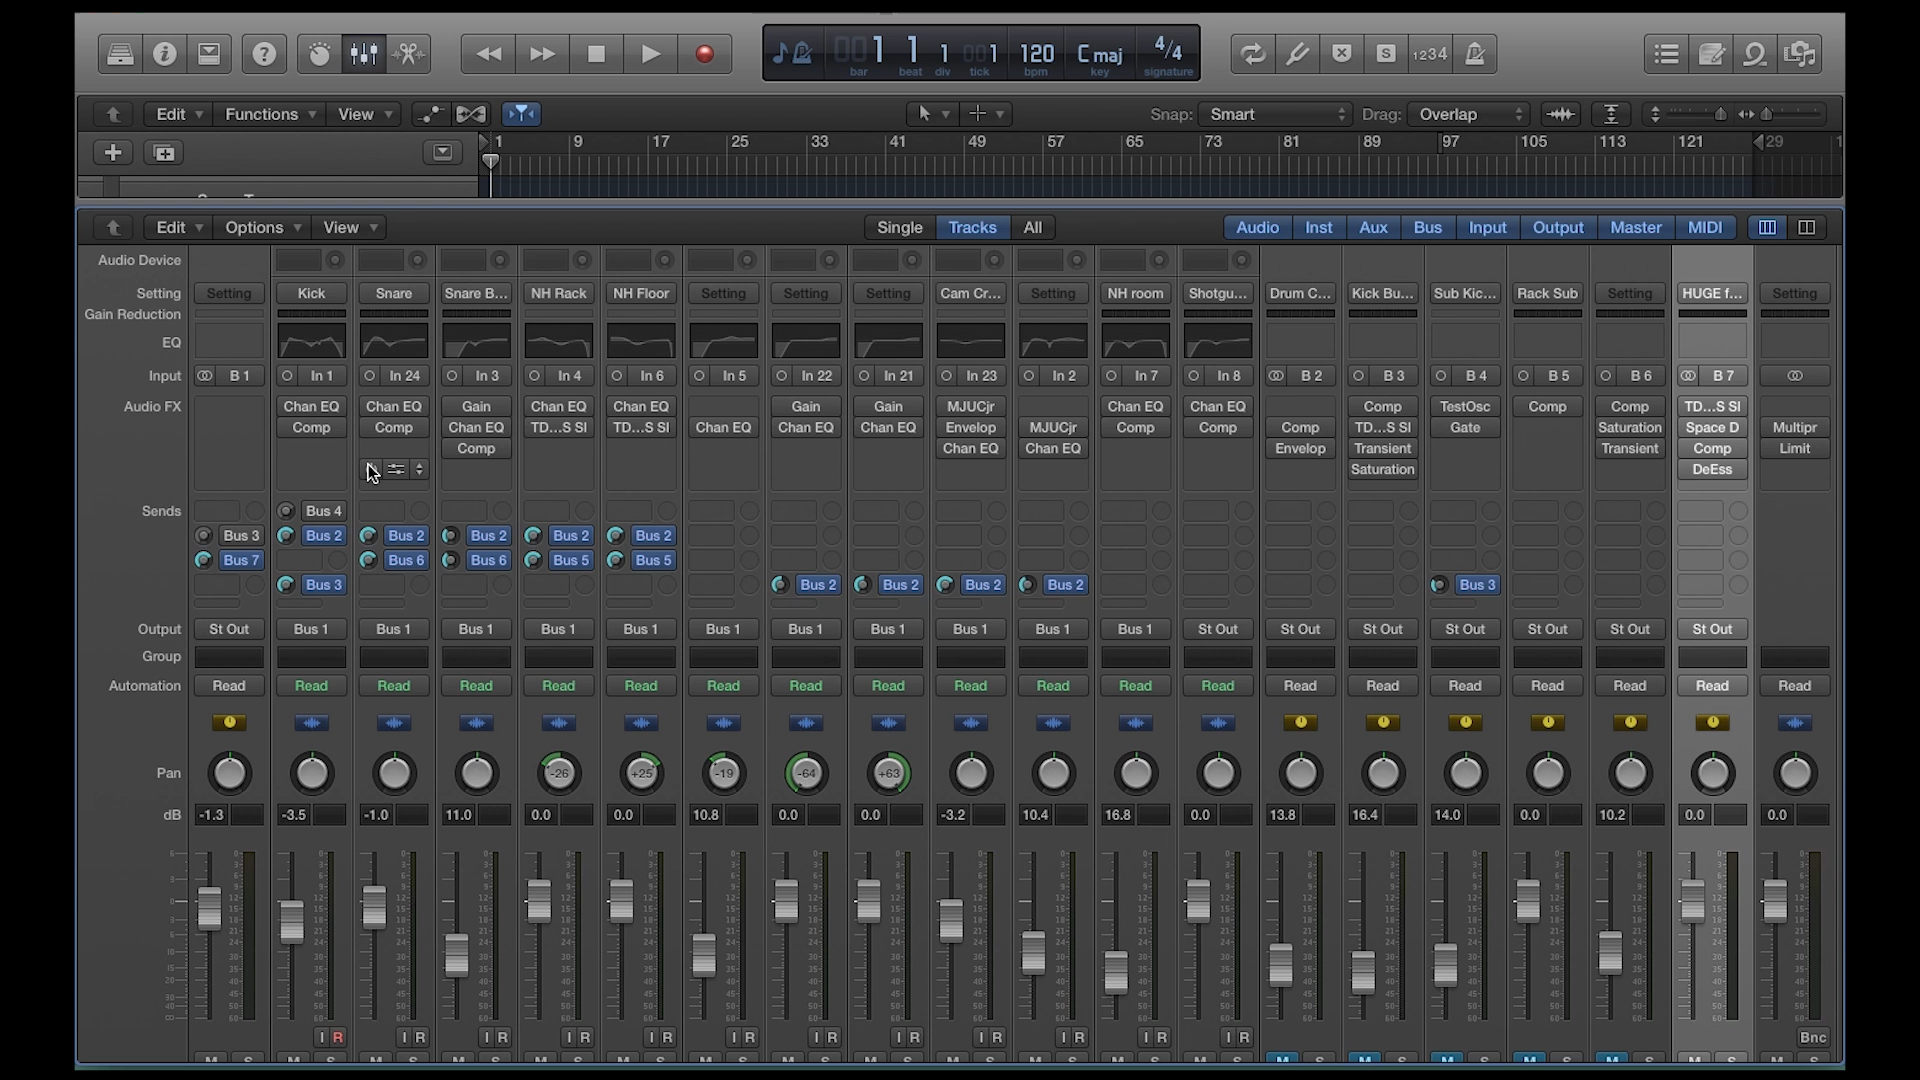 1 1 1 1 120 C maj 4/4
bar beat div tick bpm key signature
S 1234
Edit Functions View Snap: Smart Drag: Overlap
1 9 17 25 33 41 49 57 65 73 81 89 97 105 113 121 29
Edit Options View Single Tracks All Audio Inst Aux Bus Input Output Master MIDI
Audio Device
Setting Setting Kick Snare Snare B... NH Rack NH Floor Setting Setting Setting Cam Cr... Setting NH room Shotgu... Drum C... Kick Bu... Sub Kic... Rack Sub Setting HUGE f... Setting
Gain Reduction
EQ
Input B 1 In 1 In 24 In 3 In 4 In 6 In 5 In 22 In 21 In 23 In 2 In 7 In 8 B 2 B 3 B 4 B 5 B 6 B 7
Audio FX Chan EQ Chan EQ Gain Chan EQ Chan EQ Gain Gain MJUCjr Chan EQ Chan EQ Comp TestOsc Comp Comp TD...S Sl
Comp Comp Chan EQ TD...S Sl TD...S Sl Chan EQ Chan EQ Chan EQ Envelop MJUCjr Comp Comp Comp TD...S Sl Gate Saturation Space D Multipr
Comp Chan EQ Chan EQ Envelop Transient Transient Comp Limit
Saturation DeEss
Sends Bus 4
Bus 3 Bus 2 Bus 2 Bus 2 Bus 2 Bus 2
Bus 7 Bus 6 Bus 6 Bus 5 Bus 5
Bus 3 Bus 2 Bus 2 Bus 2 Bus 2 Bus 3
Output St Out Bus 1 Bus 1 Bus 1 Bus 1 Bus 1 Bus 1 Bus 1 Bus 1 Bus 1 Bus 1 Bus 1 St Out St Out St Out St Out St Out St Out St Out
Group
Automation Read Read Read Read Read Read Read Read Read Read Read Read Read Read Read Read Read Read Read Read
Pan -26 +25 -19 -64 +63
dB -1.3 -3.5 -1.0 11.0 0.0 0.0 10.8 0.0 0.0 -3.2 10.4 16.8 0.0 13.8 16.4 14.0 0.0 10.2 0.0 0.0
I R I R I R I R I R I R I R I R I R I R I R I R Bnc
M S M S M S M S M S M S M S M S M S M S M S M S M S M S M S M S M S M S M S M S